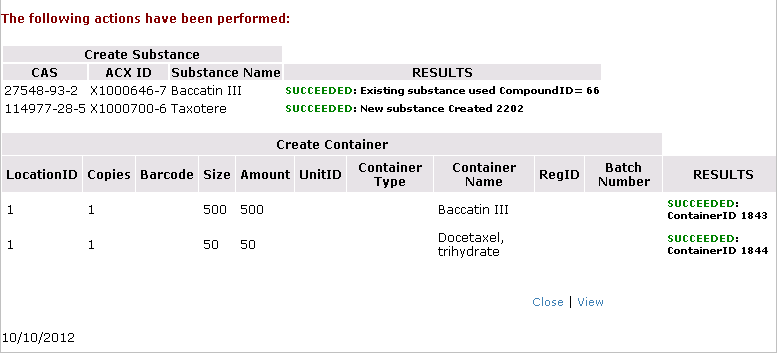 The following actions have been performed:
Create Substance
CAS ACX ID Substance Name RESULTS
27548-93-2 X1000646-7 Baccatin III SUCCEEDED: Existing substance used CompoundID= 66
114977-28-5 X1000700-6 Taxotere SUCCEEDED: New substance Created 2202
Create Container
LocationID Copies Barcode Size Amount UnitID Container Type Container Name RegID Batch Number RESULTS
1 1 500 500 Baccatin III SUCCEEDED: ContainerID 1843
1 1 50 50 Docetaxel, trihydrate SUCCEEDED: ContainerID 1844
Close | View
10/10/2012